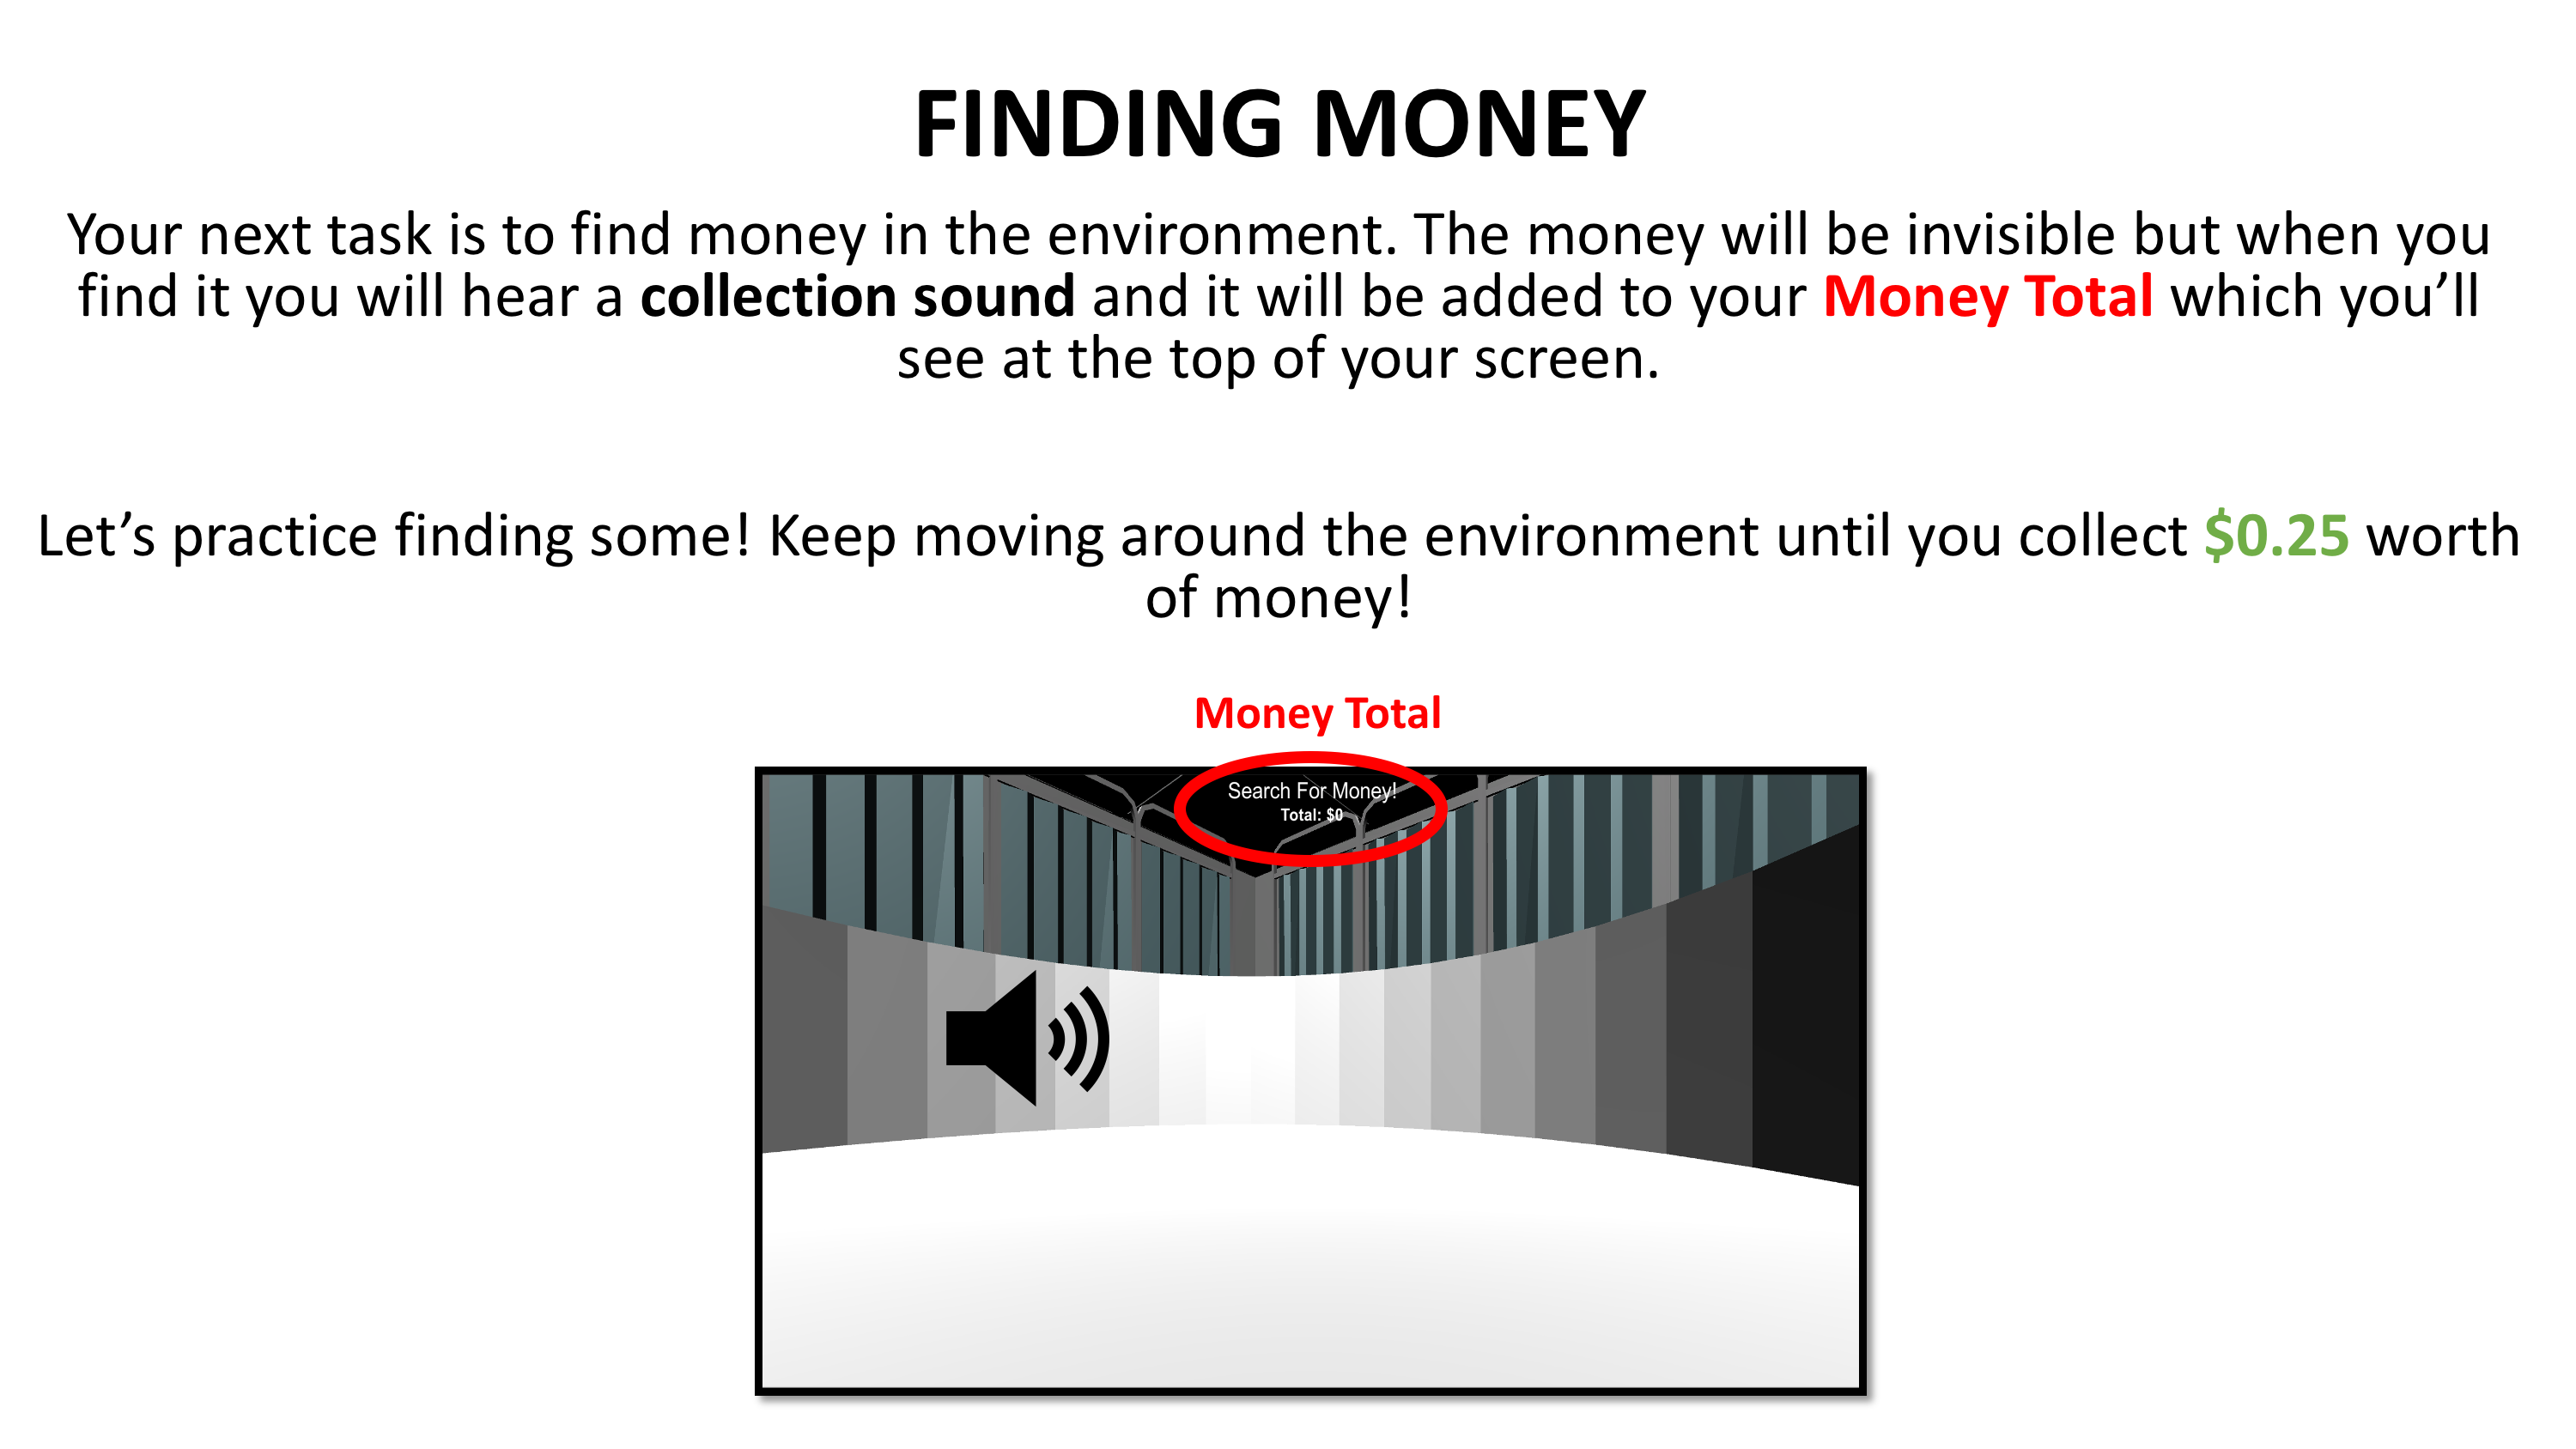 FINDING MONEY
Your next task is to find money in the environment. The money will be invisible but when you
find it you will hear a collection sound and it will be added to your Money Total which you’ll
see at the top of your screen.
Let’s practice finding some! Keep moving around the environment until you collect $0.25 worth
of money!
Money Total
Search For Money!
Total: $0